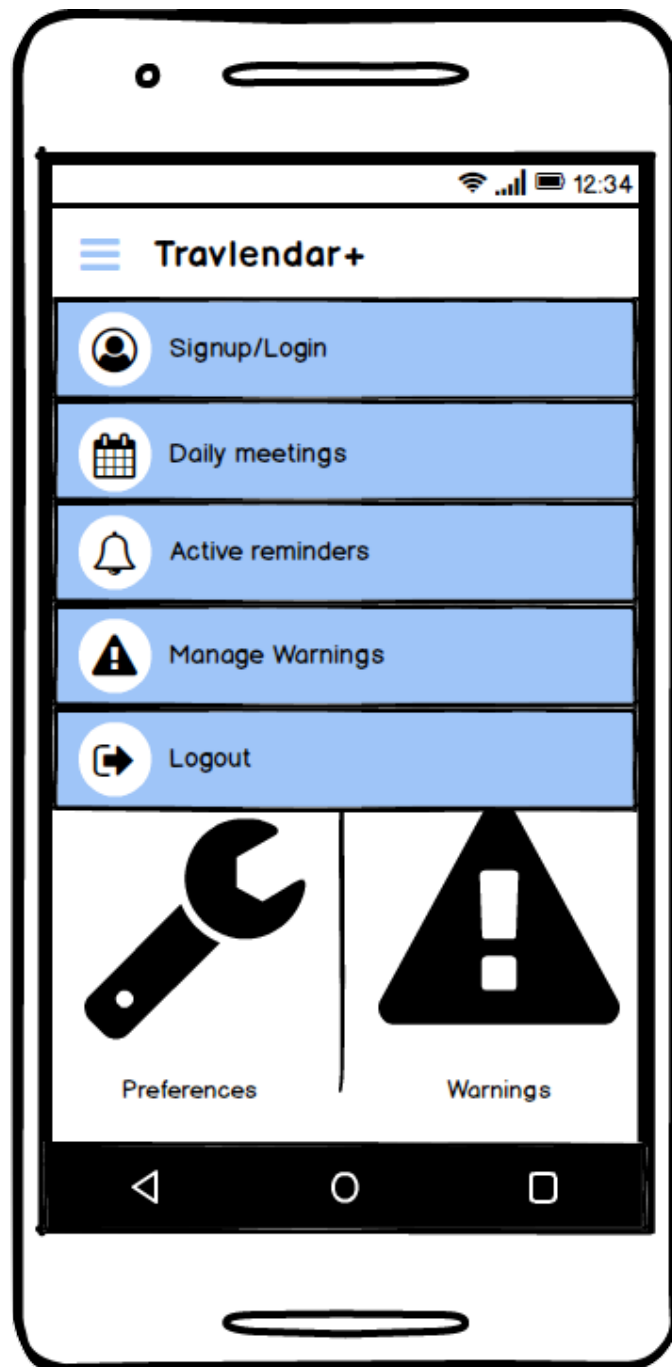 12:34
Travlendar+
Signup/Login
Daily meetings
Active reminders
Manage Warnings
Logout
Preferences
Warnings